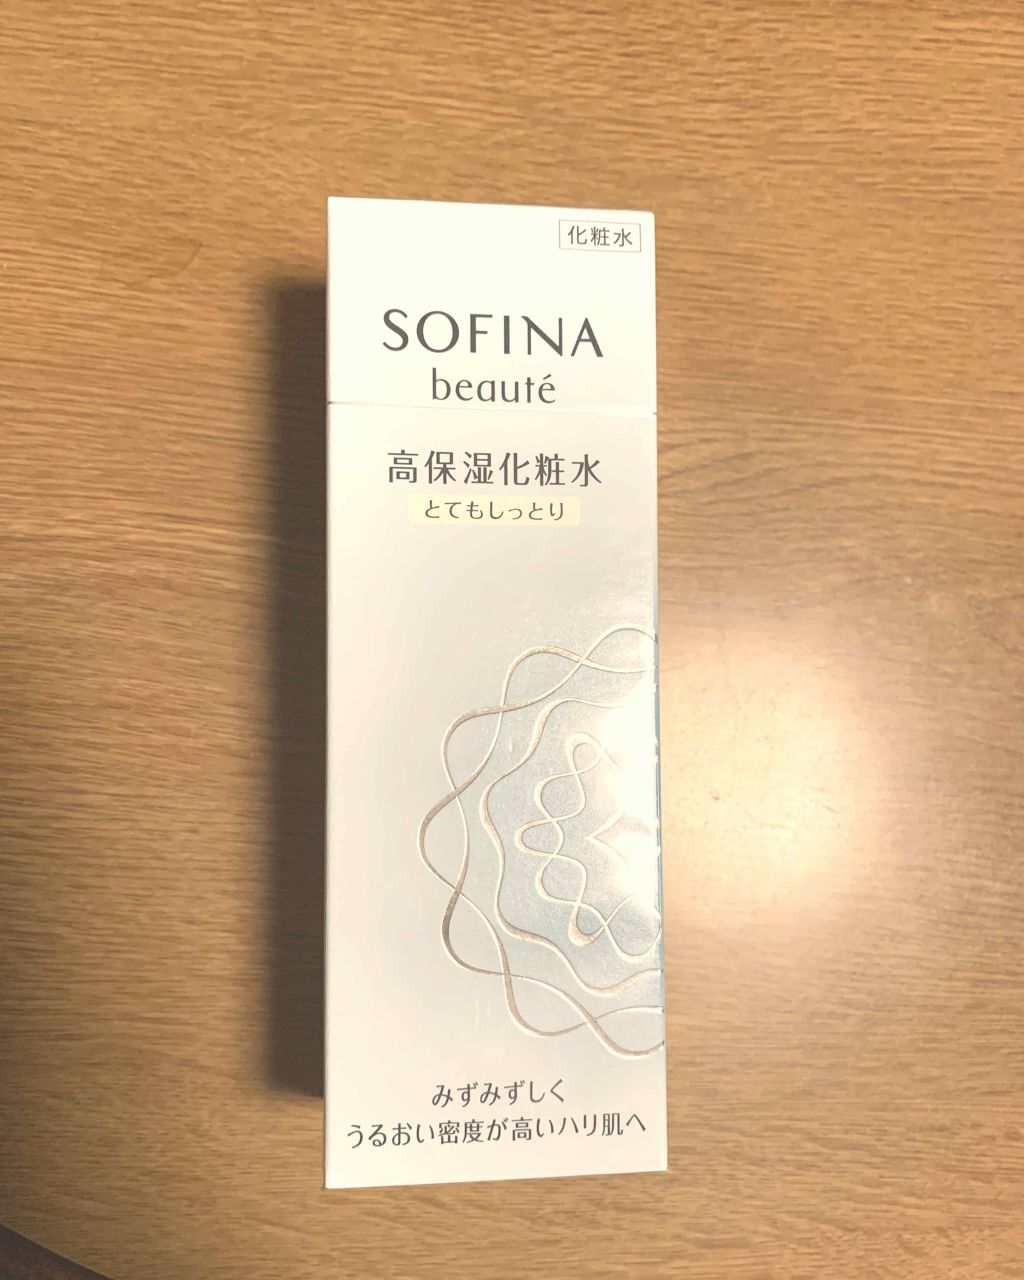 化粧水
SOFINA
beauté
高保湿化粧水
とてもしっとり
みずみずしく
うるおい密度が高いハリ肌へ